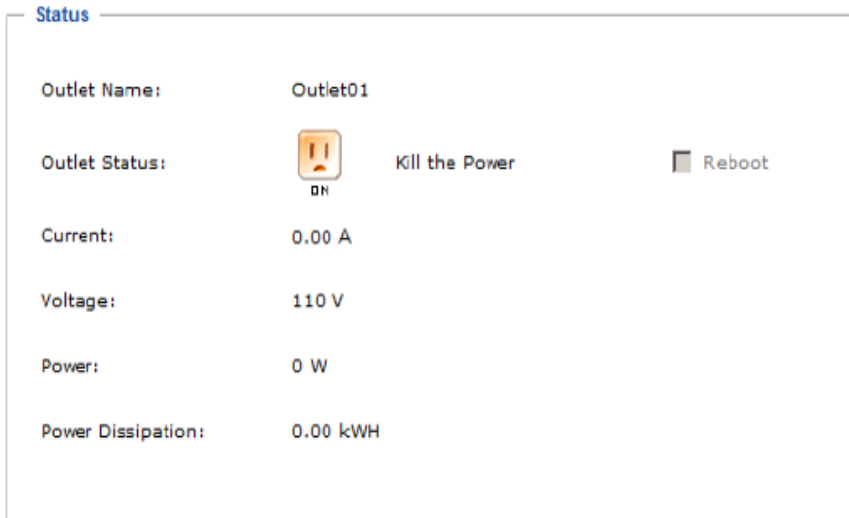 Status
Outlet Name: Outlet01
Outlet Status: Kill the Power Reboot
ON
Current: 0.00 A
Voltage: 110 V
Power: 0 W
Power Dissipation: 0.00 kWH